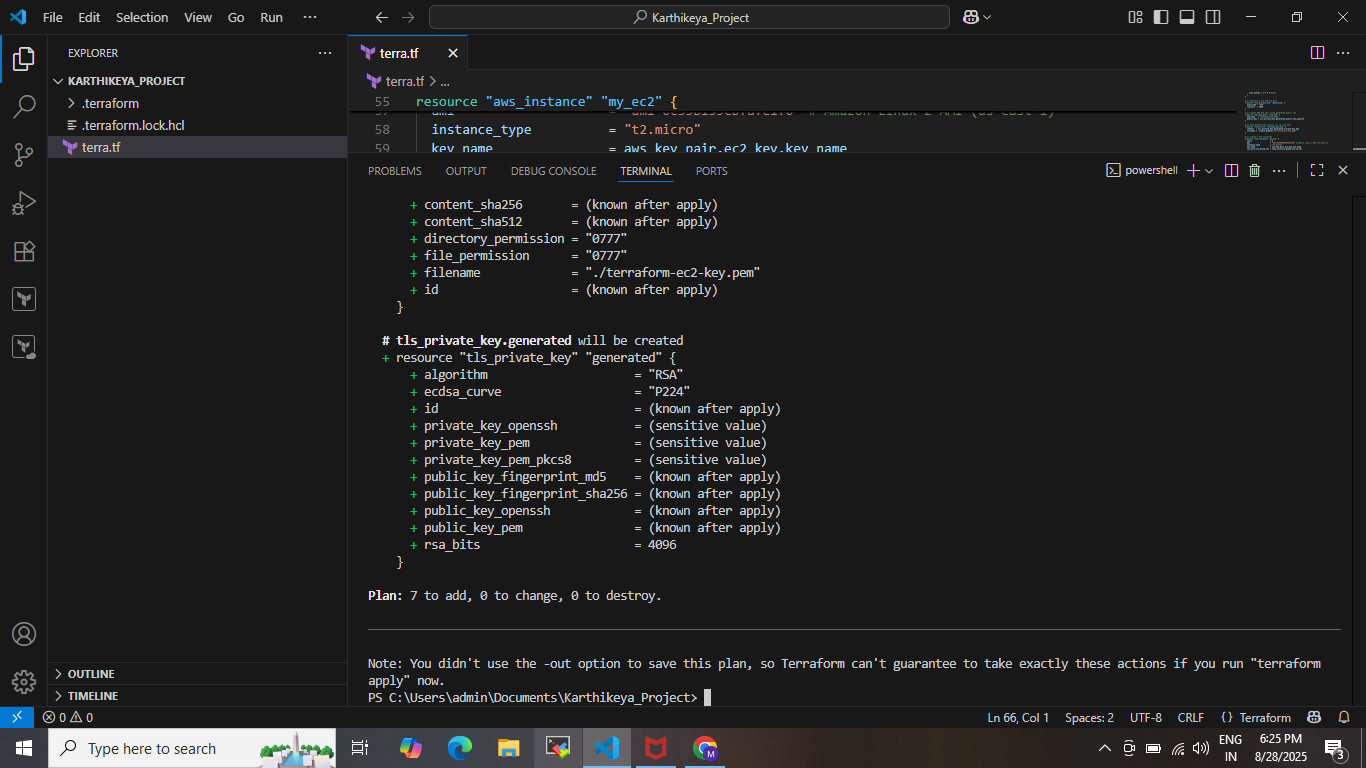 File Edit Selection View Go Run ···
Karthikeya_Project
EXPLORER ···
KARTHIKEYA_PROJECT
.terraform
.terraform.lock.hcl
terra.tf
OUTLINE
TIMELINE
terra.tf
terra.tf > ...
55 resource "aws_instance" "my_ec2" {
58 instance_type = "t2.micro"
59 key_name = aws_key_pair.ec2_key.key_name
PROBLEMS OUTPUT DEBUG CONSOLE TERMINAL PORTS
powershell
+ content_sha256 = (known after apply)
+ content_sha512 = (known after apply)
+ directory_permission = "0777"
+ file_permission = "0777"
+ filename = "./terraform-ec2-key.pem"
+ id = (known after apply)
}
# tls_private_key.generated will be created
+ resource "tls_private_key" "generated" {
+ algorithm = "RSA"
+ ecdsa_curve = "P224"
+ id = (known after apply)
+ private_key_openssh = (sensitive value)
+ private_key_pem = (sensitive value)
+ private_key_pem_pkcs8 = (sensitive value)
+ public_key_fingerprint_md5 = (known after apply)
+ public_key_fingerprint_sha256 = (known after apply)
+ public_key_openssh = (known after apply)
+ public_key_pem = (known after apply)
+ rsa_bits = 4096
}
Plan: 7 to add, 0 to change, 0 to destroy.
Note: You didn't use the -out option to save this plan, so Terraform can't guarantee to take exactly these actions if you run "terraform
apply" now.
PS C:\Users\admin\Documents\Karthikeya_Project>
0 0 Ln 66, Col 1 Spaces: 2 UTF-8 CRLF {} Terraform
Type here to search
ENG
IN
6:25 PM
8/28/2025
3